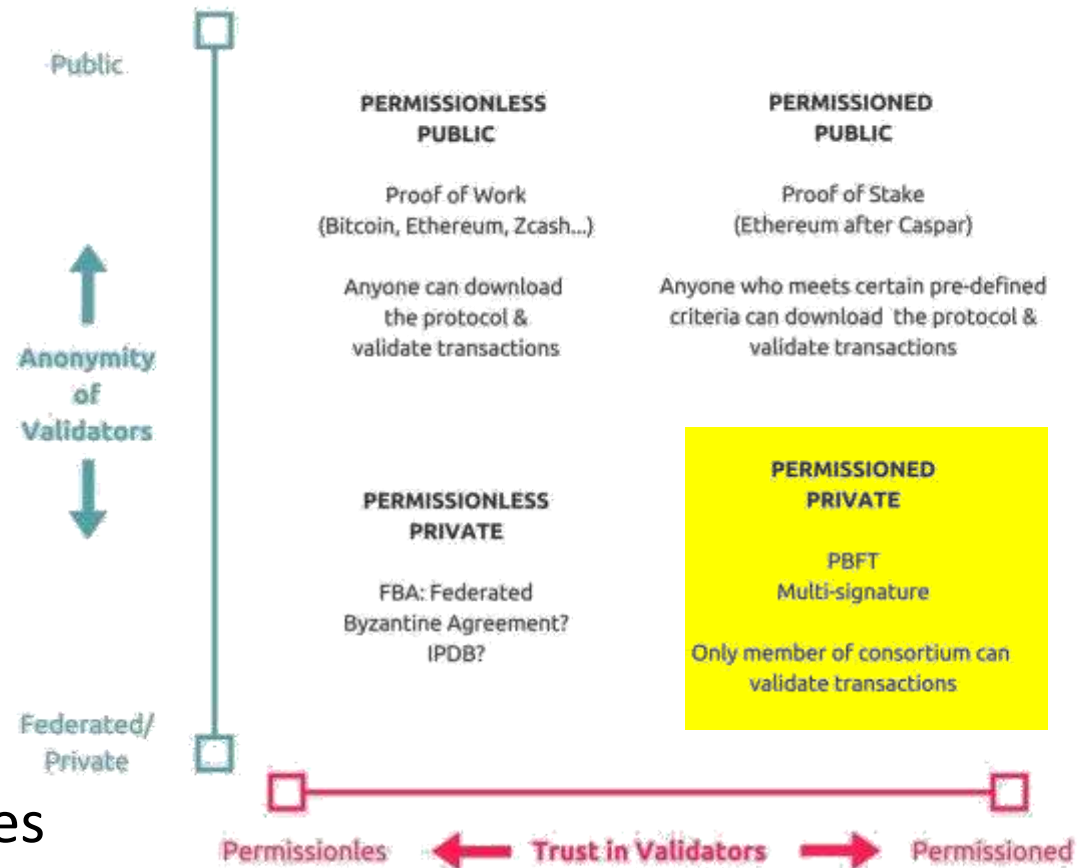 Public
PERMISSIONLESS
PUBLIC
Proof of Work
(Bitcoin, Ethereum, Zcash...)
Anyone can download
the protocol &
validate transactions
PERMISSIONED
PUBLIC
Proof of Stake
(Ethereum after Caspar)
Anyone who meets certain pre-defined
criteria can download the protocol &
validate transactions
Anonymity
of
Validators
PERMISSIONLESS
PRIVATE
FBA: Federated
Byzantine Agreement?
IPDB?
PERMISSIONED
PRIVATE
PBFT
Multi-signature
Only member of consortium can
validate transactions
Federated/
Private
es
Permissionles
Trust in Validators
Permissioned